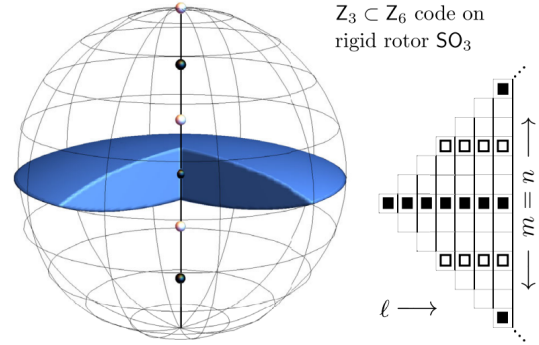 Z₃ ⊂ Z₆ code on
rigid rotor SO₃
m = n
ℓ